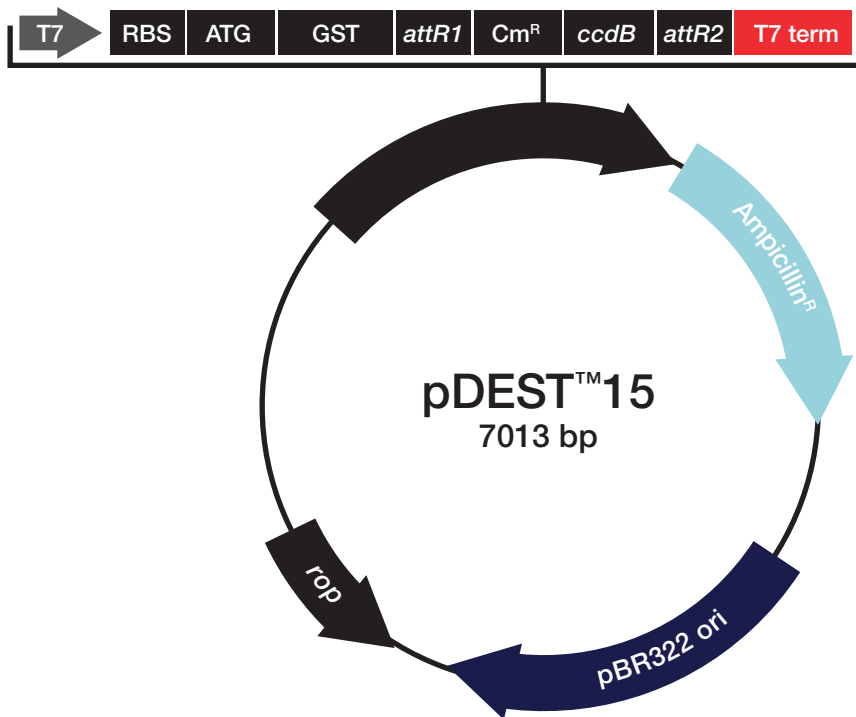 T7 RBS ATG GST attR1 Cmᴿ ccdB attR2 T7 term
Ampicillinᴿ
pDEST™15
7013 bp
rop
pBR322 ori